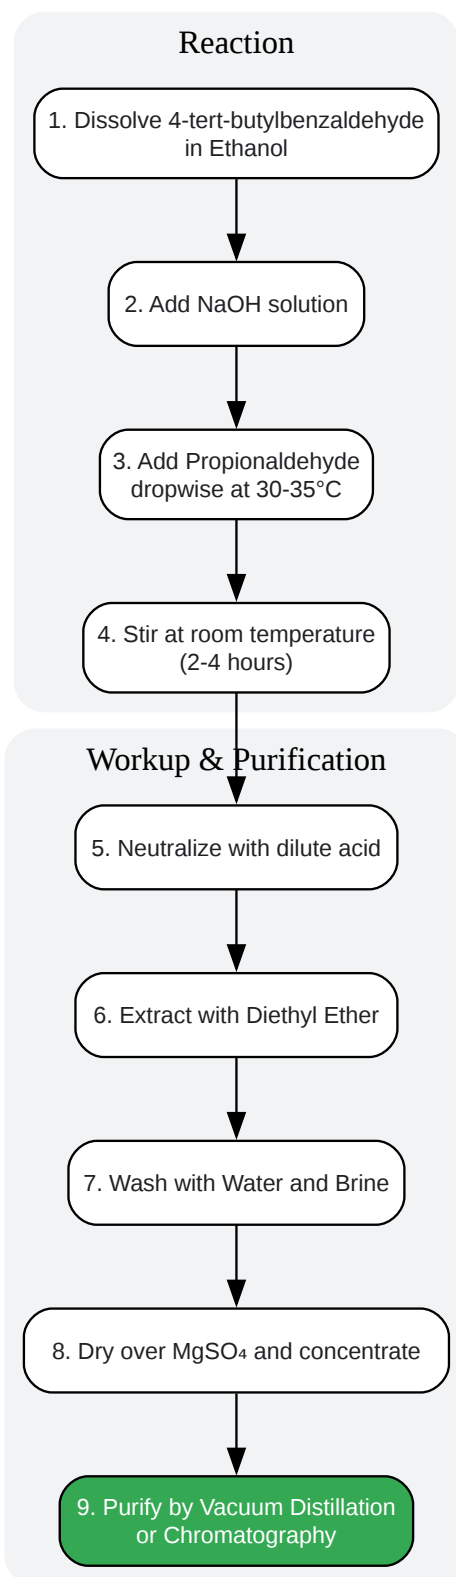 Reaction
1. Dissolve 4-tert-butylbenzaldehyde
in Ethanol
2. Add NaOH solution
3. Add Propionaldehyde
dropwise at 30-35°C
4. Stir at room temperature
(2-4 hours)
Workup & Purification
5. Neutralize with dilute acid
6. Extract with Diethyl Ether
7. Wash with Water and Brine
8. Dry over MgSO₄ and concentrate
9. Purify by Vacuum Distillation
or Chromatography